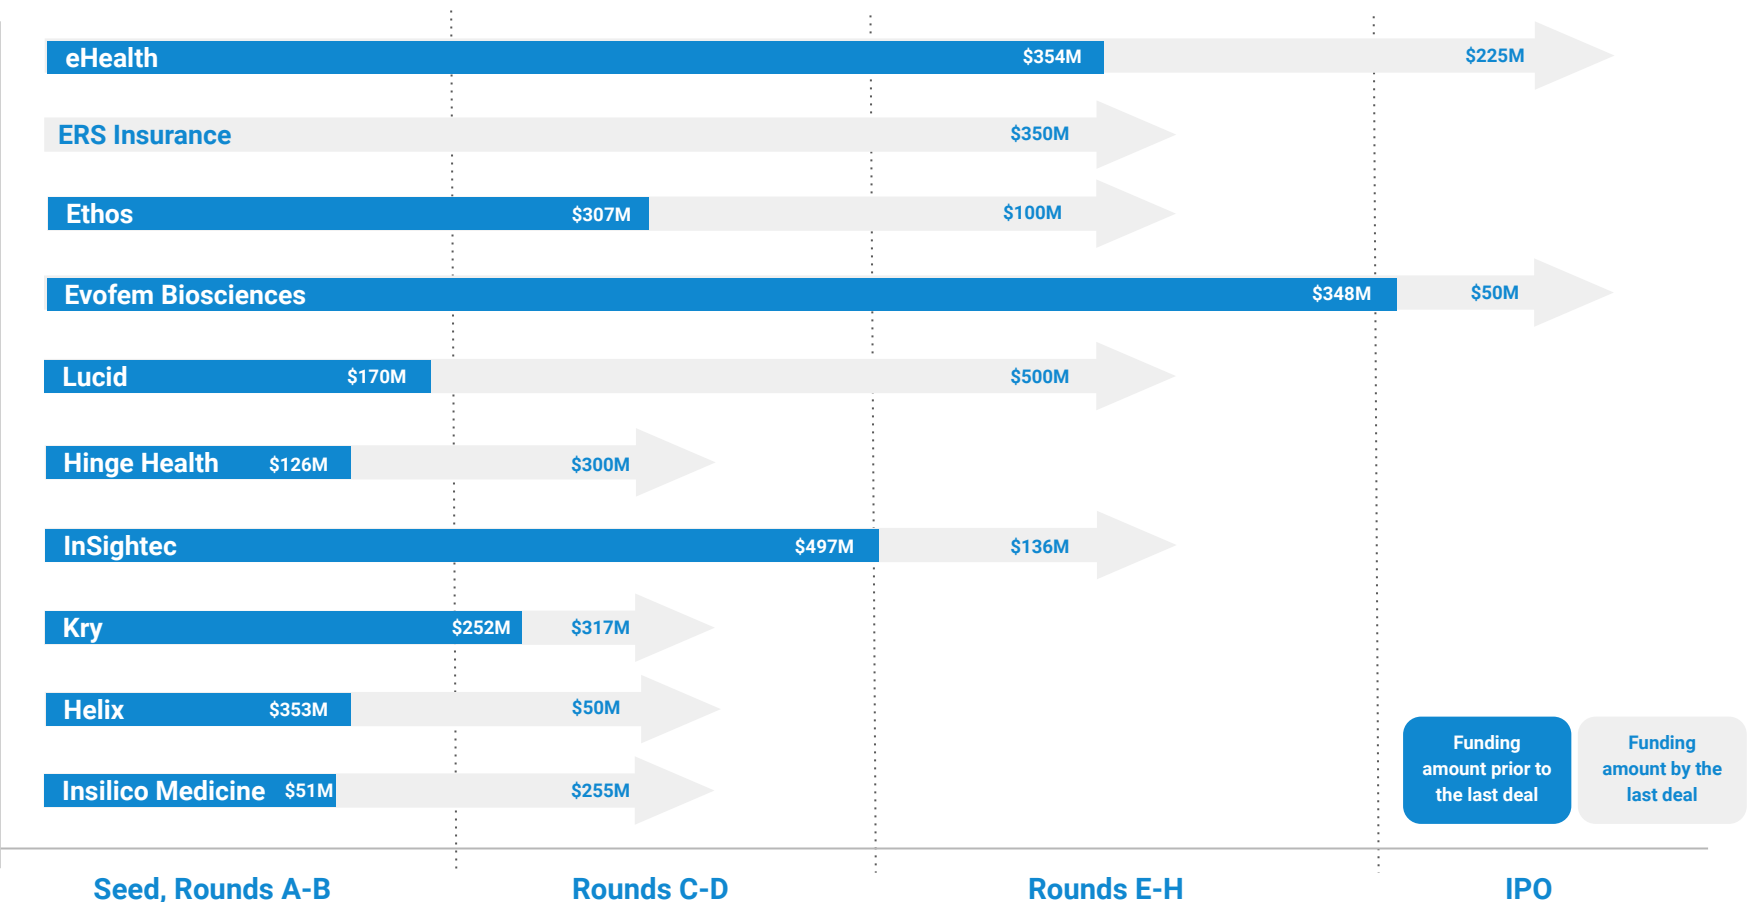 eHealth $354M $225M
ERS Insurance $350M
Ethos $307M $100M
Evofem Biosciences $348M $50M
Lucid $170M $500M
Hinge Health $126M $300M
InSightec $497M $136M
Kry $252M $317M
Helix $353M $50M
Insilico Medicine $51M $255M
Funding
amount prior to
the last deal
Funding
amount by the
last deal
Seed, Rounds A-B Rounds C-D Rounds E-H IPO